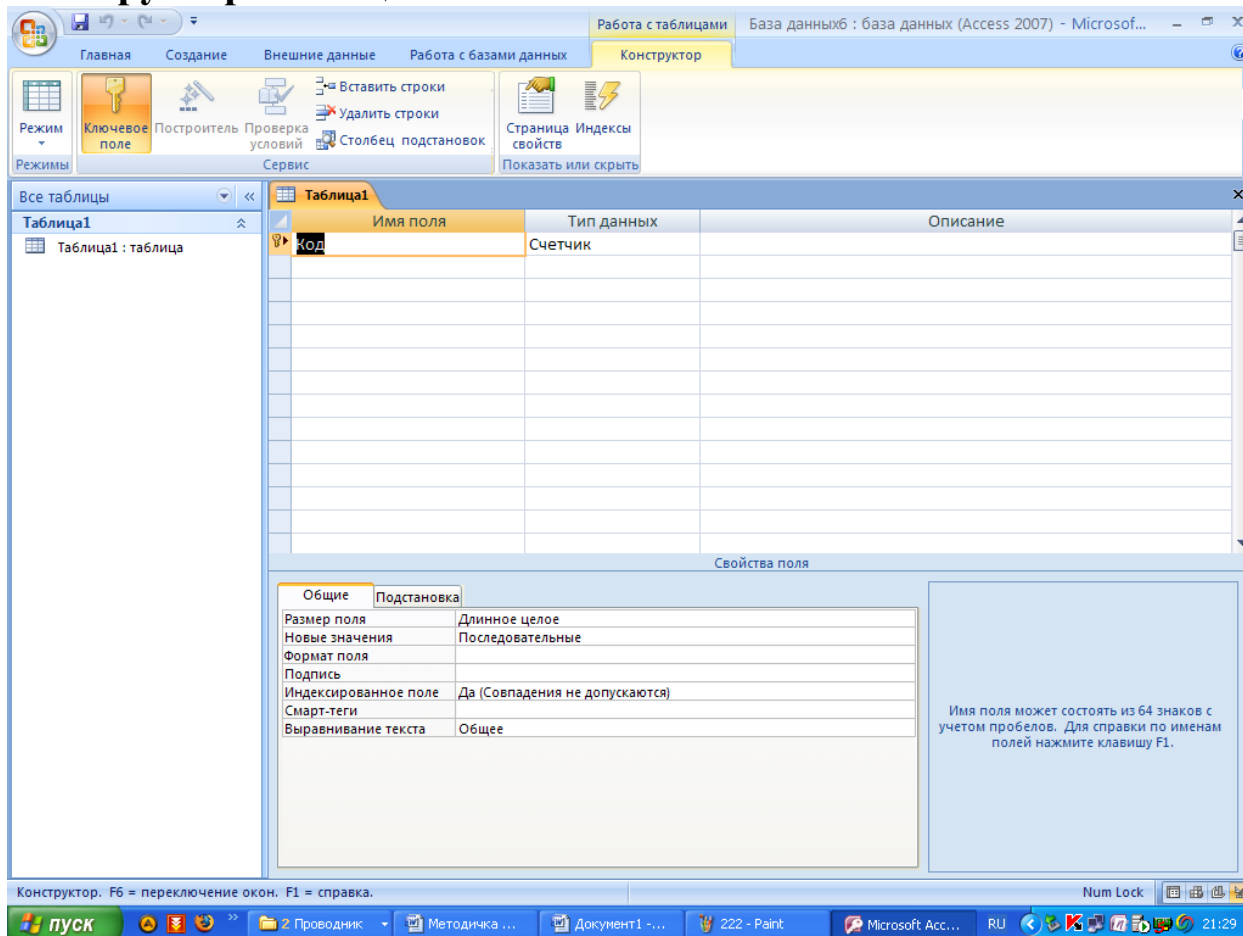 Работа с таблицами
База данных6 : база данных (Access 2007) - Microsof...
Главная Создание Внешние данные Работа с базами данных Конструктор
Режим
Ключевое поле
Построитель
Проверка условий
Вставить строки
Удалить строки
Столбец подстановок
Страница свойств
Индексы
Режимы Сервис Показать или скрыть
Все таблицы
Таблица1
Таблица1 : таблица
Таблица1
Имя поля Тип данных Описание
Код Счетчик
Свойства поля
Общие Подстановка
Размер поля Длинное целое
Новые значения Последовательные
Формат поля
Подпись
Индексированное поле Да (Совпадения не допускаются)
Смарт-теги
Выравнивание текста Общее
Имя поля может состоять из 64 знаков с
учетом пробелов. Для справки по именам
полей нажмите клавишу F1.
Конструктор. F6 = переключение окон. F1 = справка. Num Lock
пуск 2 Проводник Методичка ... Документ1 -... 222 - Paint Microsoft Acc... RU 21:29